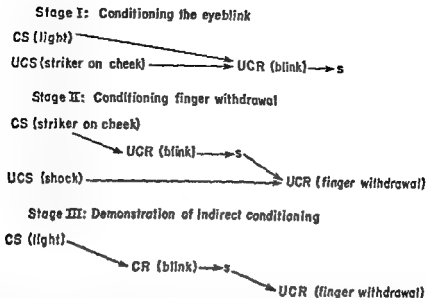 Stage I: Conditioning the eyeblink
CS (light)
UCS (striker on cheek) UCR (blink) s
Stage II: Conditioning finger withdrawal
CS (striker on cheek)
UCR (blink) s
UCS (shock) UCR (finger withdrawal)
Stage III: Demonstration of indirect conditioning
CS (light)
CR (blink) s
UCR (finger withdrawal)